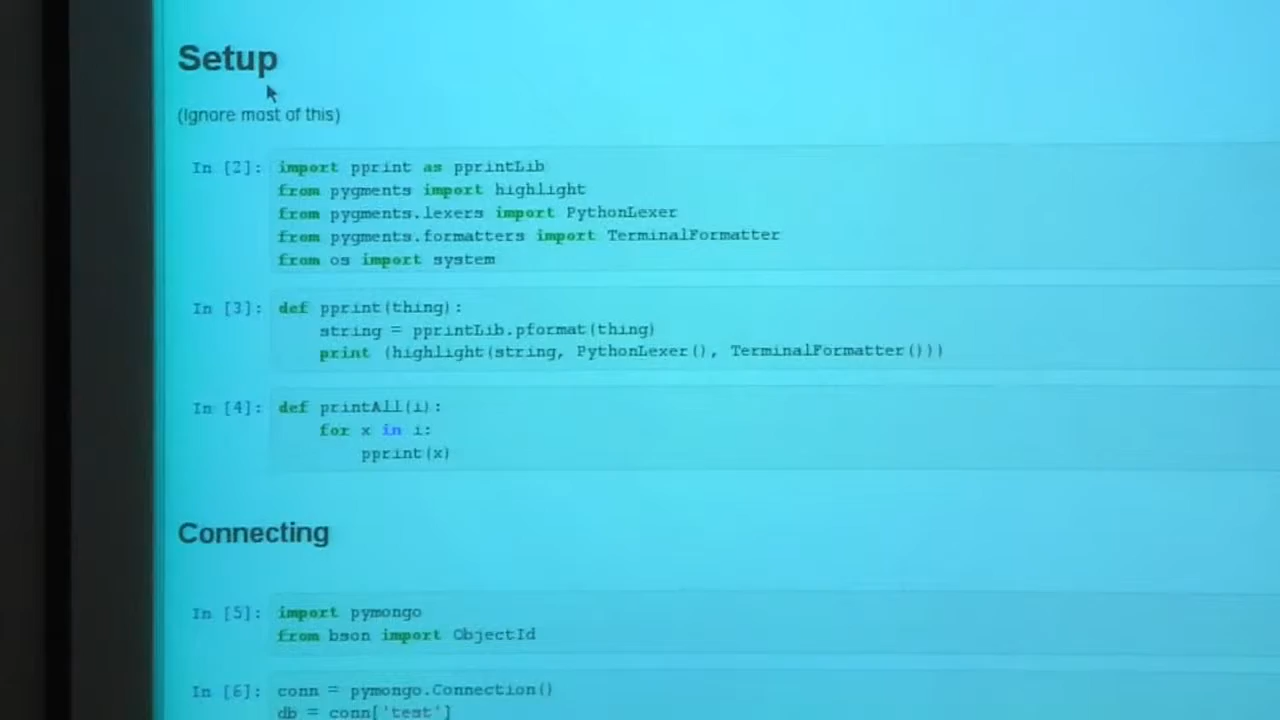 Setup
(Ignore most of this)
In [2]: import pprint as pprintLib
from pygments import highlight
from pygments.lexers import PythonLexer
from pygments.formatters import TerminalFormatter
from os import system
In [3]: def pprint(thing):
    string = pprintLib.pformat(thing)
    print (highlight(string, PythonLexer(), TerminalFormatter()))
In [4]: def printAll(i):
    for x in i:
        pprint(x)
Connecting
In [5]: import pymongo
from bson import ObjectId
In [6]: conn = pymongo.Connection()
db = conn['test']